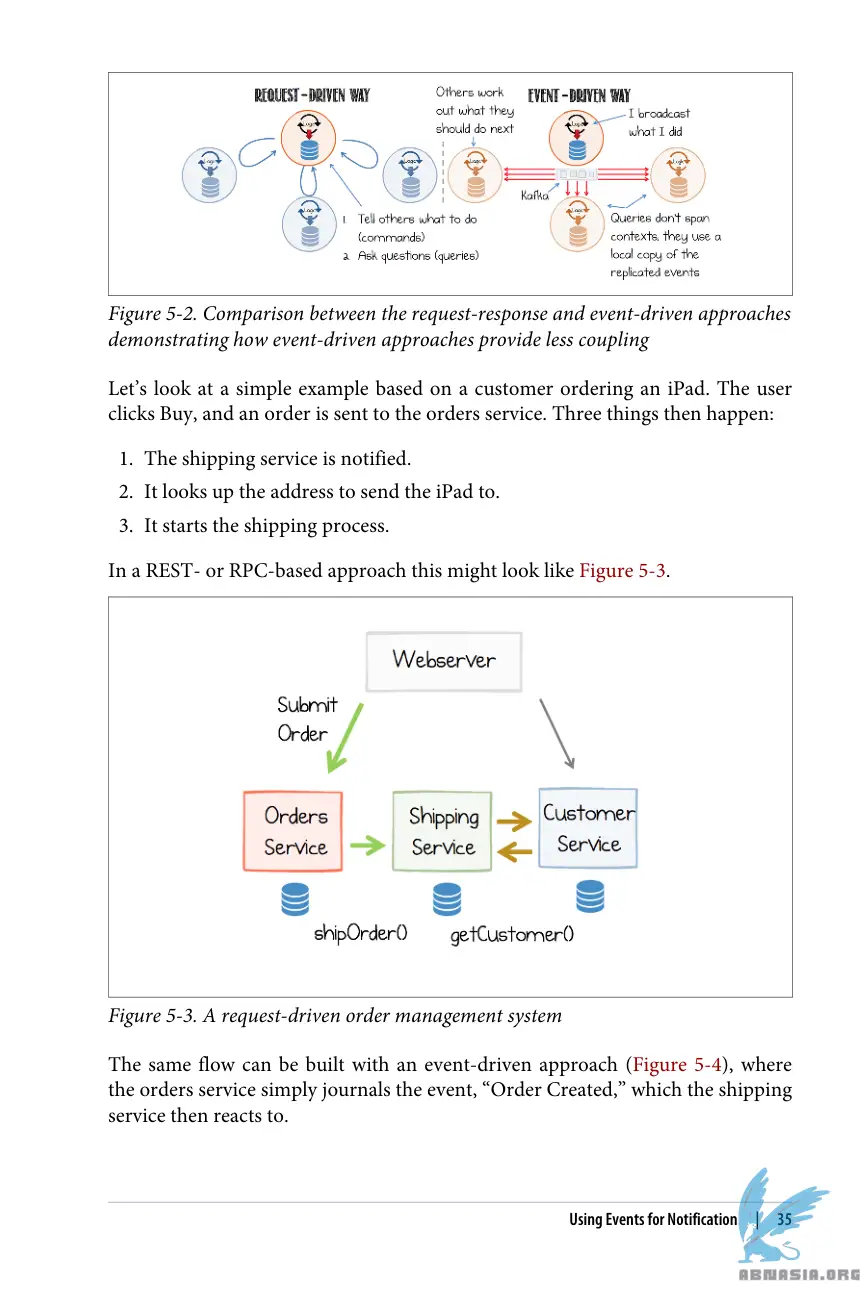 REQUEST-DRIVEN WAY
Others work
out what they
should do next
EVENT-DRIVEN WAY
I broadcast
what I did
Logic
Logic
Logic
Logic
Logic
Logic
Logic
Logic
Kafka
1. Tell others what to do
(commands)
2. Ask questions (queries)
Queries don't span
contexts, they use a
local copy of the
replicated events
Figure 5-2. Comparison between the request-response and event-driven approaches
demonstrating how event-driven approaches provide less coupling
Let’s look at a simple example based on a customer ordering an iPad. The user
clicks Buy, and an order is sent to the orders service. Three things then happen:
1. The shipping service is notified.
2. It looks up the address to send the iPad to.
3. It starts the shipping process.
In a REST- or RPC-based approach this might look like Figure 5-3.
Webserver
Submit
Order
Orders
Service
Shipping
Service
Customer
Service
shipOrder()
getCustomer()
Figure 5-3. A request-driven order management system
The same flow can be built with an event-driven approach (Figure 5-4), where
the orders service simply journals the event, “Order Created,” which the shipping
service then reacts to.
Using Events for Notification | 35
ABNASIA.ORG